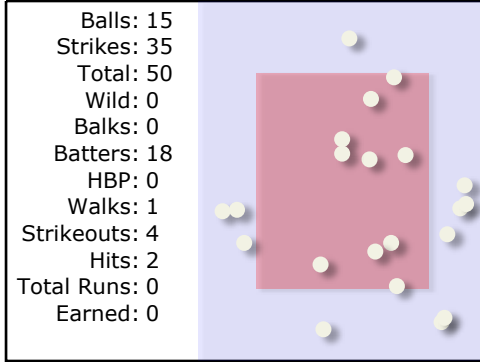 Balls: 15
Strikes: 35
Total: 50
Wild: 0
Balks: 0
Batters: 18
HBP: 0
Walks: 1
Strikeouts: 4
Hits: 2
Total Runs: 0
Earned: 0